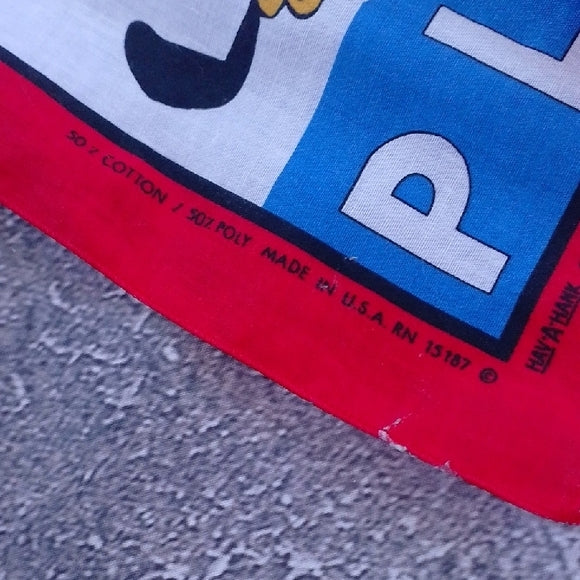 PL
50 % COTTON / 50% POLY MADE IN U.S.A. RN 15187 ©
HAV-A-HANK